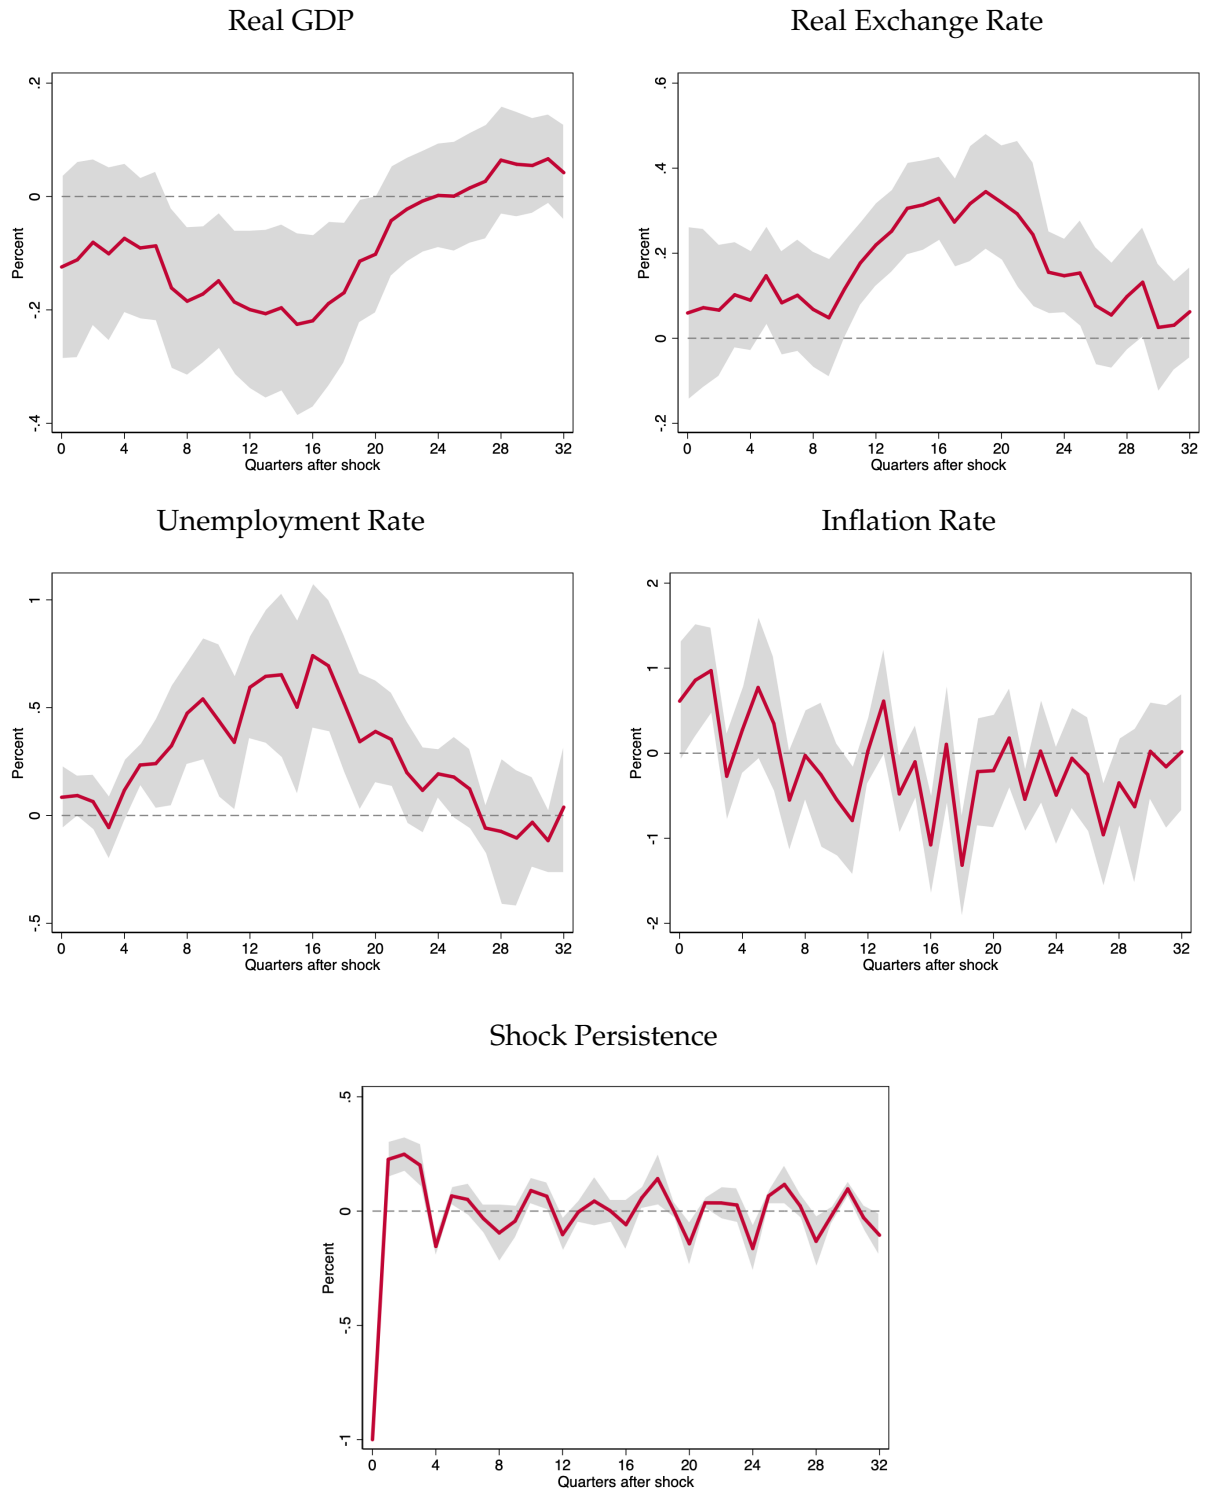 Real GDP
Percent
.2
0
-.2
-.4
0 4 8 12 16 20 24 28 32
Quarters after shock
Real Exchange Rate
Percent
.6
.4
.2
0
-.2
0 4 8 12 16 20 24 28 32
Quarters after shock
Unemployment Rate
Percent
1
.5
0
-.5
0 4 8 12 16 20 24 28 32
Quarters after shock
Inflation Rate
Percent
2
1
0
-1
-2
0 4 8 12 16 20 24 28 32
Quarters after shock
Shock Persistence
Percent
.5
0
-.5
-1
0 4 8 12 16 20 24 28 32
Quarters after shock